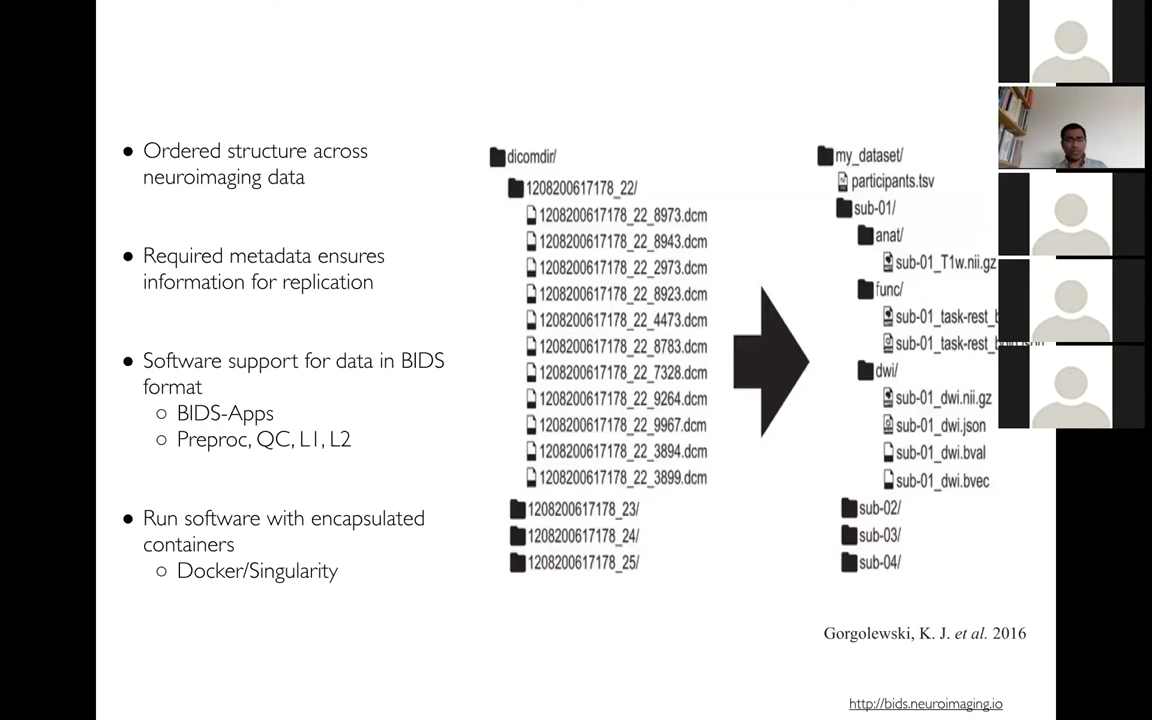 ● Ordered structure across
neuroimaging data
● Required metadata ensures
information for replication
● Software support for data in BIDS
format
○ BIDS-Apps
○ Preproc, QC, L1, L2
● Run software with encapsulated
containers
○ Docker/Singularity
dicomdir/
1208200617178_22/
1208200617178_22_8973.dcm
1208200617178_22_8943.dcm
1208200617178_22_2973.dcm
1208200617178_22_8923.dcm
1208200617178_22_4473.dcm
1208200617178_22_8783.dcm
1208200617178_22_7328.dcm
1208200617178_22_9264.dcm
1208200617178_22_9967.dcm
1208200617178_22_3894.dcm
1208200617178_22_3899.dcm
1208200617178_23/
1208200617178_24/
1208200617178_25/
my_dataset/
participants.tsv
sub-01/
anat/
sub-01_T1w.nii.gz
func/
sub-01_task-rest_b
sub-01_task-rest_b
dwi/
sub-01_dwi.nii.gz
sub-01_dwi.json
sub-01_dwi.bval
sub-01_dwi.bvec
sub-02/
sub-03/
sub-04/
Gorgolewski, K. J. et al. 2016
http://bids.neuroimaging.io